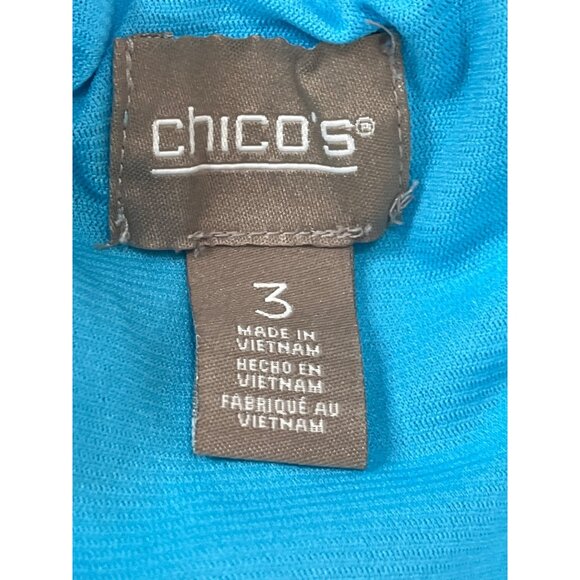 chico's®
3
MADE IN
VIETNAM
HECHO EN
VIETNAM
FABRIQUÉ AU
VIETNAM